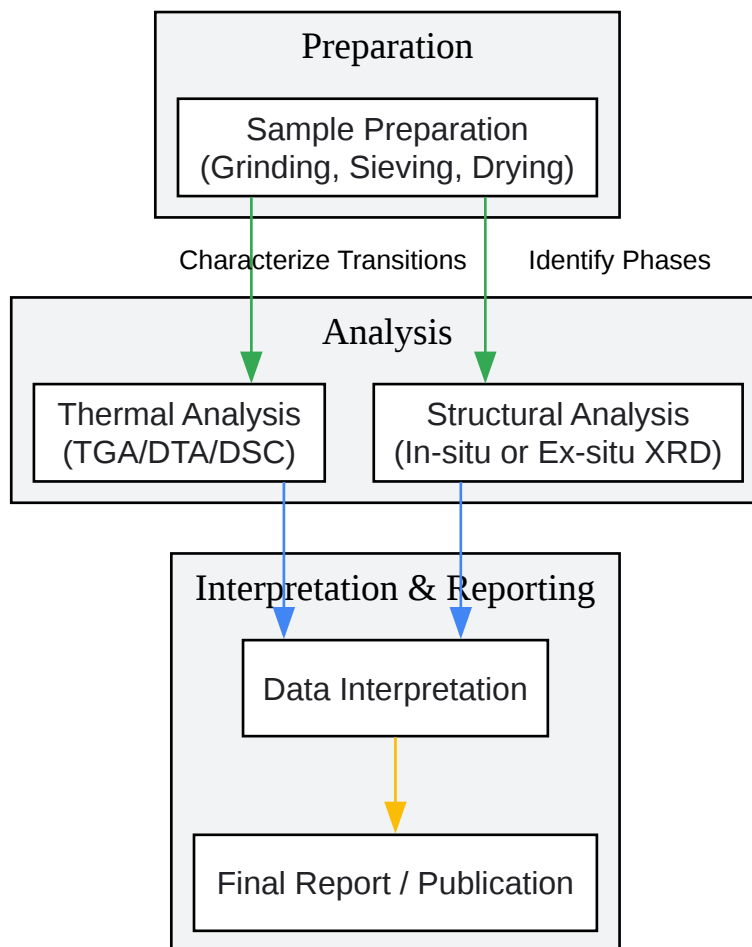 Preparation
Sample Preparation
(Grinding, Sieving, Drying)
Characterize Transitions
Identify Phases
Analysis
Thermal Analysis
(TGA/DTA/DSC)
Structural Analysis
(In-situ or Ex-situ XRD)
Interpretation & Reporting
Data Interpretation
Final Report / Publication